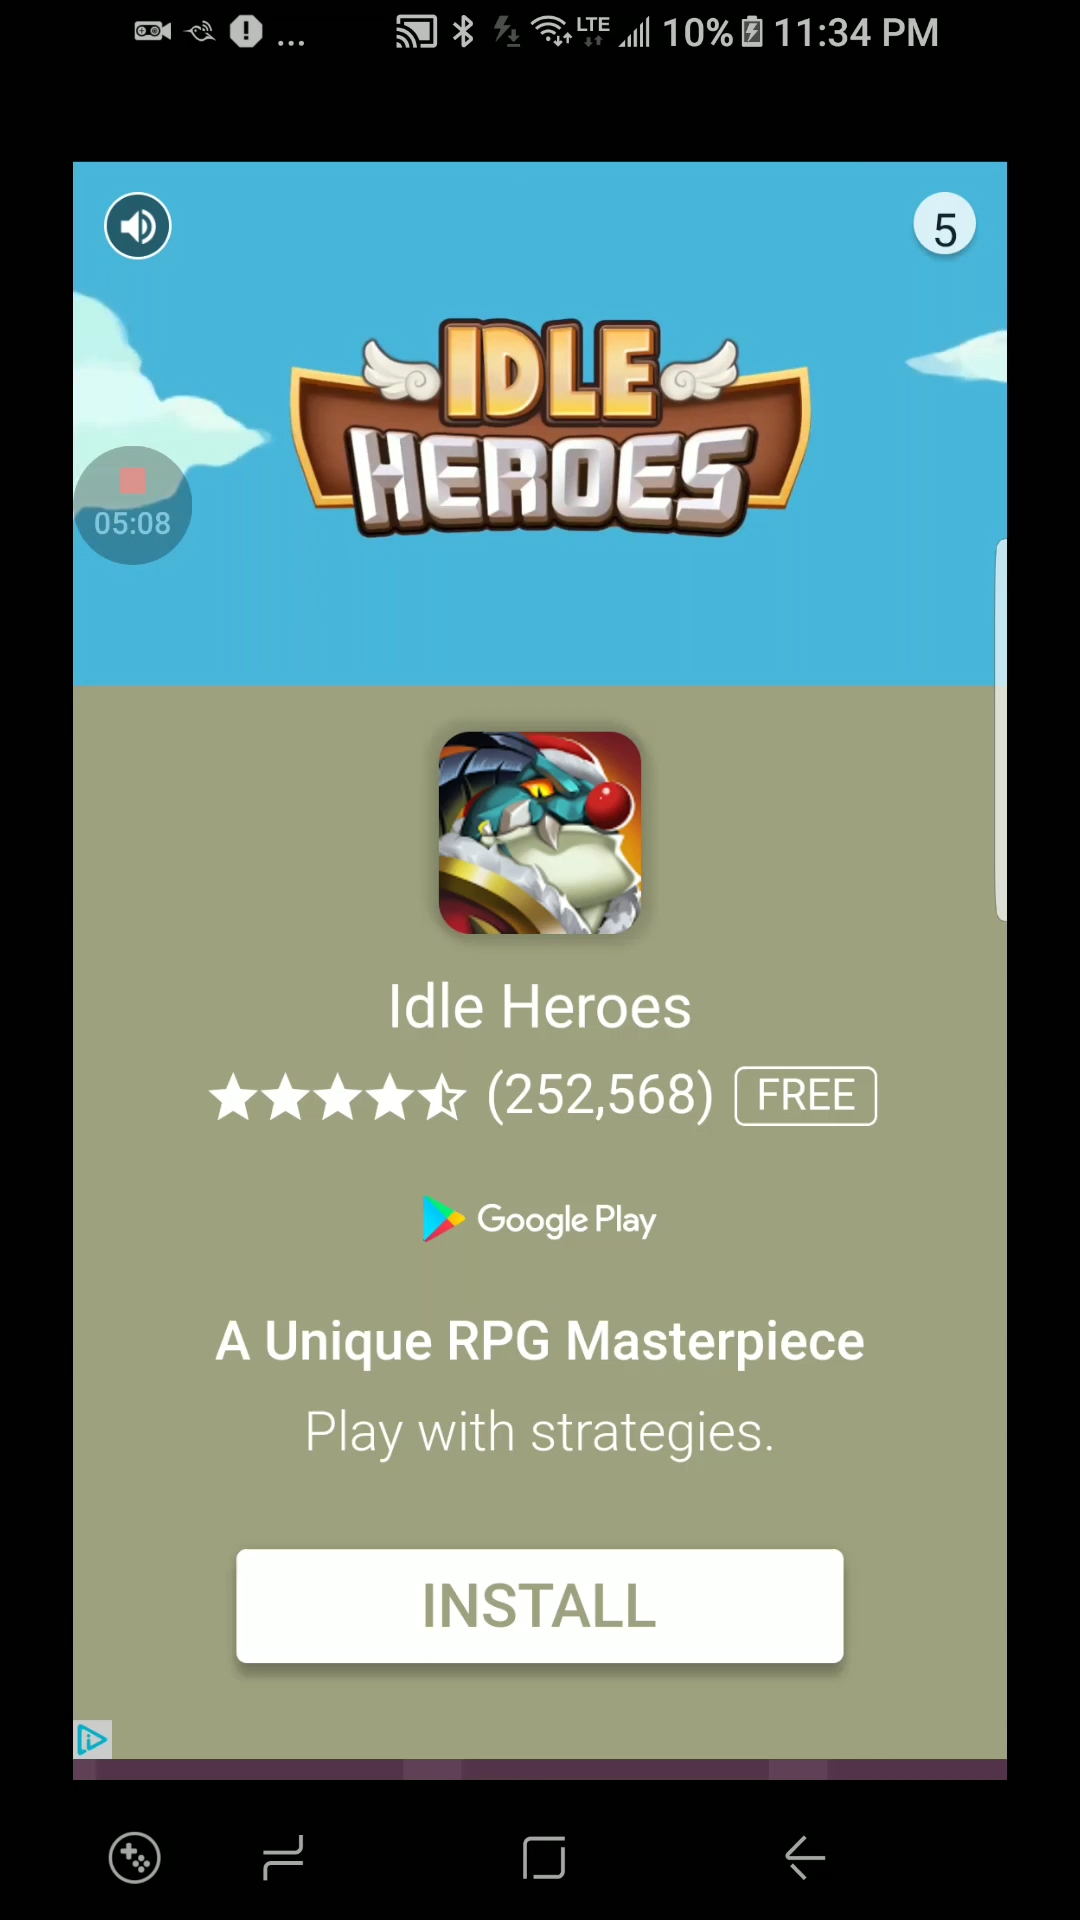 LTE 10% 11:34 PM
5
IDLE
HEROES
05:08
Idle Heroes
(252,568) FREE
Google Play
A Unique RPG Masterpiece
Play with strategies.
INSTALL